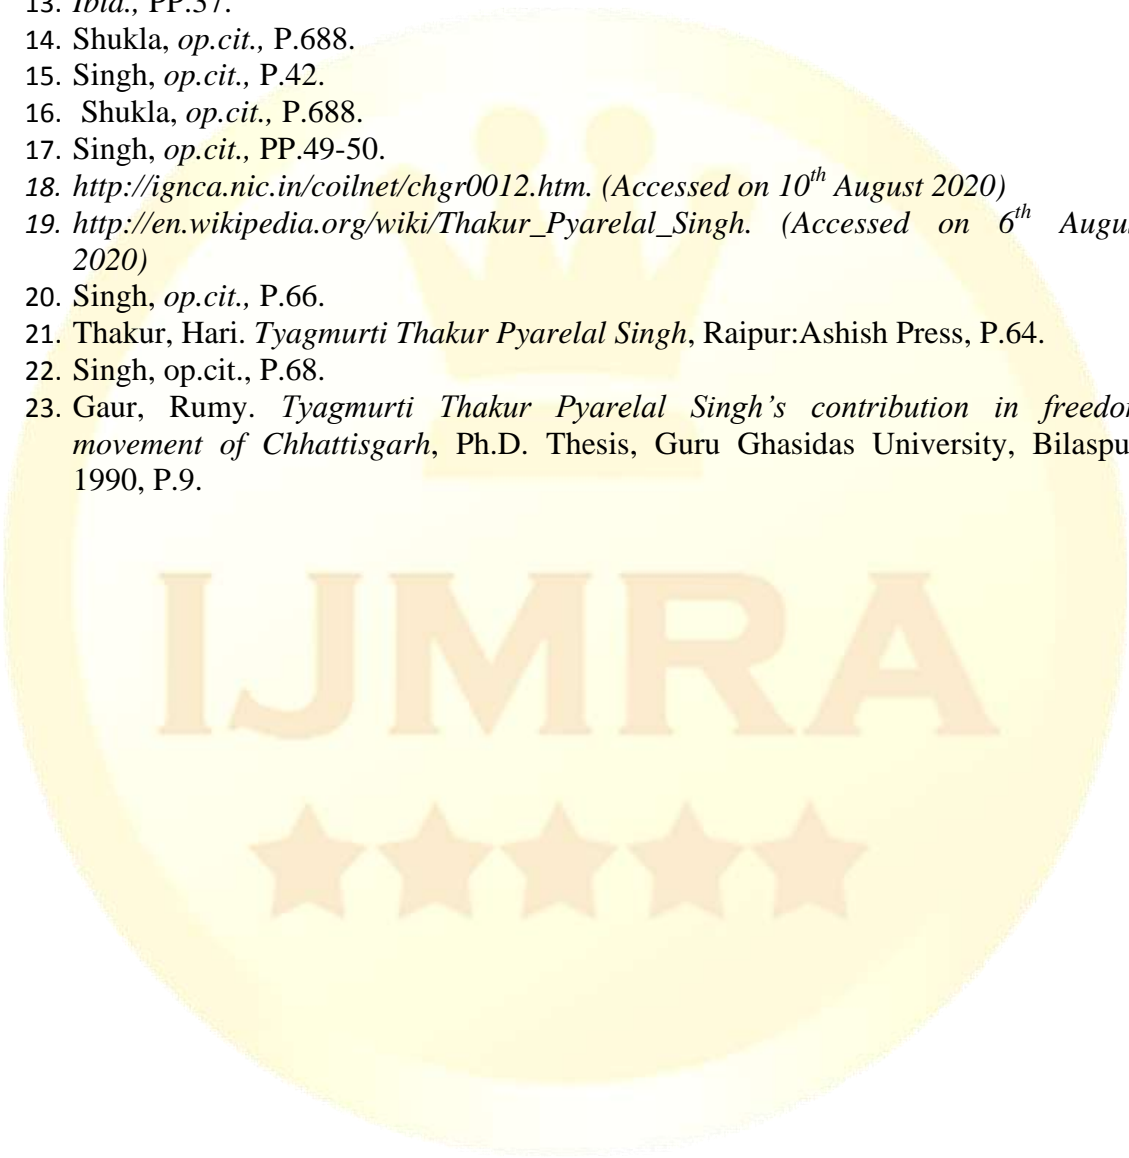 13. Ibid., PP.37.
14. Shukla, op.cit., P.688.
15. Singh, op.cit., P.42.
16. Shukla, op.cit., P.688.
17. Singh, op.cit., PP.49-50.
18. http://ignca.nic.in/coilnet/chgr0012.htm. (Accessed on 10th August 2020)
19. http://en.wikipedia.org/wiki/Thakur_Pyarelal_Singh. (Accessed on 6th Augu
2020)
20. Singh, op.cit., P.66.
21. Thakur, Hari. Tyagmurti Thakur Pyarelal Singh, Raipur:Ashish Press, P.64.
22. Singh, op.cit., P.68.
23. Gaur, Rumy. Tyagmurti Thakur Pyarelal Singh's contribution in freedo
movement of Chhattisgarh, Ph.D. Thesis, Guru Ghasidas University, Bilaspu
1990, P.9.
IJMRA